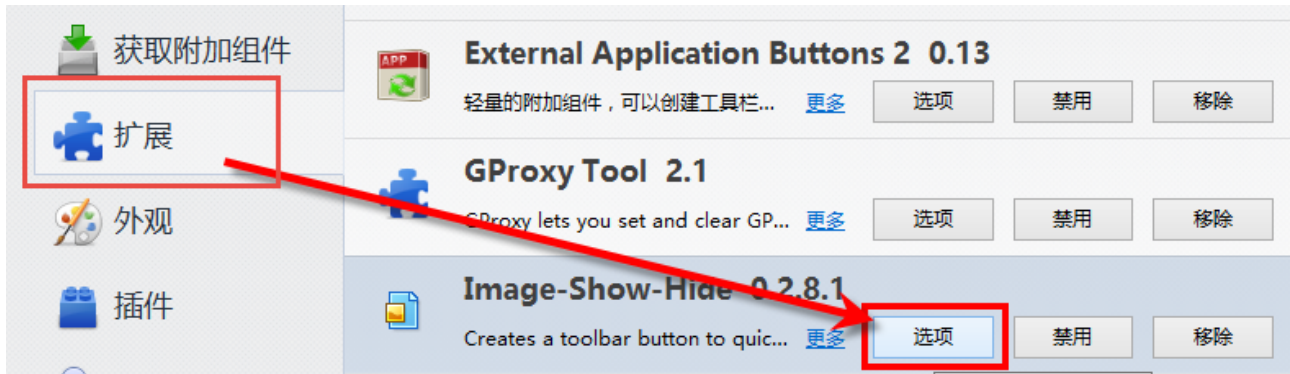 获取附加组件
扩展
外观
插件
APP
External Application Buttons 2 0.13
轻量的附加组件，可以创建工具栏... 更多 选项 禁用 移除
GProxy Tool 2.1
GProxy lets you set and clear GP... 更多 选项 禁用 移除
Image-Show-Hide 0.2.8.1
Creates a toolbar button to quic... 更多 选项 禁用 移除